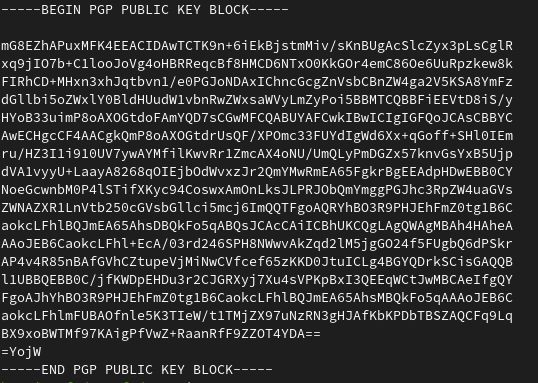 -----BEGIN PGP PUBLIC KEY BLOCK-----
mG8EZhAPuxMFK4EEACIDAwTCTK9n+6iEkBjstmMiv/sKnBUgAcSlcZyx3pLsCglR
xq9jIO7b+C1looJoVg4oHBRReqcBf8HMCD6NTxO0KkGOr4emC86Oe6UuRpzkew8k
FIRhCD+MHxn3xhJqtbvn1/e0PGJoNDAxIChncGcgZnVsbCBnZW4ga2V5KSA8YmFz
dGllbi5oZWxlY0BldHUudW1vbnRwZWxsaWVyLmZyPoi5BBMTCQBBFiEEVtD8iS/y
HYoB33uimP8oAXOGtdoFAmYQD7sCGwMFCQABUYAFCwkIBwICIgIGFQoJCAsCBBYC
AwECHgcCF4AACgkQmP8oAXOGtdrUsQF/XPOmc33FUYdIgWd6Xx+qGoff+SHl0IEm
ru/HZ3I1i910UV7ywAYMfilKwvRr1ZmcAX4oNU/UmQLyPmDGZx57knvGsYxB5Ujp
dVA1vyyU+LaayA8268qOIEjbOdWvxzJr2QmYMwRmEA65FgkrBgEEAdpHDwEBB0CY
NoeGcwnbM0P4lSTifXKyc94CoswxAmOnLksJLPRJObQmYmggPGJhc3RpZW4uaGVs
ZWNAZXR1LnVtb250cGVsbGllci5mcj6ImQQTFgoAQRYhBO3R9PHJEhFmZ0tg1B6C
aokcLFhlBQJmEA65AhsDBQkFo5qABQsJCAcCAiICBhUKCQgLAgQWAgMBAh4HAheA
AAoJEB6CaokcLFhl+EcA/03rd246SPH8NWwvAkZqd2lM5jgGO24f5FUgbQ6dPSkr
AP4v4R85nBAfGVhCZtupeVjMiNwCVfcef65zKKD0JtuICLg4BGYQDrkSCisGAQQB
l1UBBQEBB0C/jfKWDpEHDu3r2CJGRXyj7Xu4sVPKpBxI3QEEqWCtJwMBCAeIfgQY
FgoAJhYhBO3R9PHJEhFmZ0tg1B6CaokcLFhlBQJmEA65AhsMBQkFo5qAAAoJEB6C
aokcLFhlmFUBAOfnle5K3TIeW/t1TMjZX97uNzRN3gHJAfKbKPDbTBSZAQCFq9Lq
BX9xoBWTMf97KAigPfVwZ+RaanRfF9ZZOT4YDA==
=YojW
-----END PGP PUBLIC KEY BLOCK-----